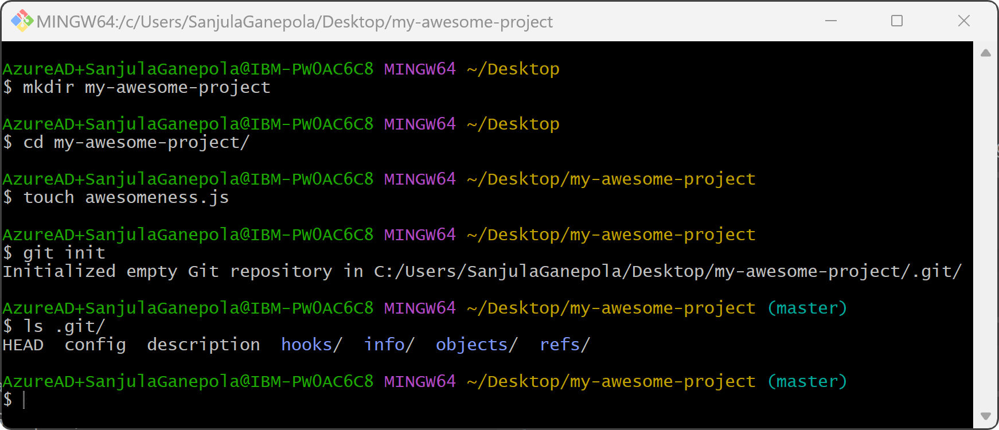 MINGW64:/c/Users/SanjulaGanepola/Desktop/my-awesome-project
AzureAD+SanjulaGanepola@IBM-PW0AC6C8 MINGW64 ~/Desktop
$ mkdir my-awesome-project
AzureAD+SanjulaGanepola@IBM-PW0AC6C8 MINGW64 ~/Desktop
$ cd my-awesome-project/
AzureAD+SanjulaGanepola@IBM-PW0AC6C8 MINGW64 ~/Desktop/my-awesome-project
$ touch awesomeness.js
AzureAD+SanjulaGanepola@IBM-PW0AC6C8 MINGW64 ~/Desktop/my-awesome-project
$ git init
Initialized empty Git repository in C:/Users/SanjulaGanepola/Desktop/my-awesome-project/.git/
AzureAD+SanjulaGanepola@IBM-PW0AC6C8 MINGW64 ~/Desktop/my-awesome-project (master)
$ ls .git/
HEAD  config  description  hooks/  info/  objects/  refs/
AzureAD+SanjulaGanepola@IBM-PW0AC6C8 MINGW64 ~/Desktop/my-awesome-project (master)
$